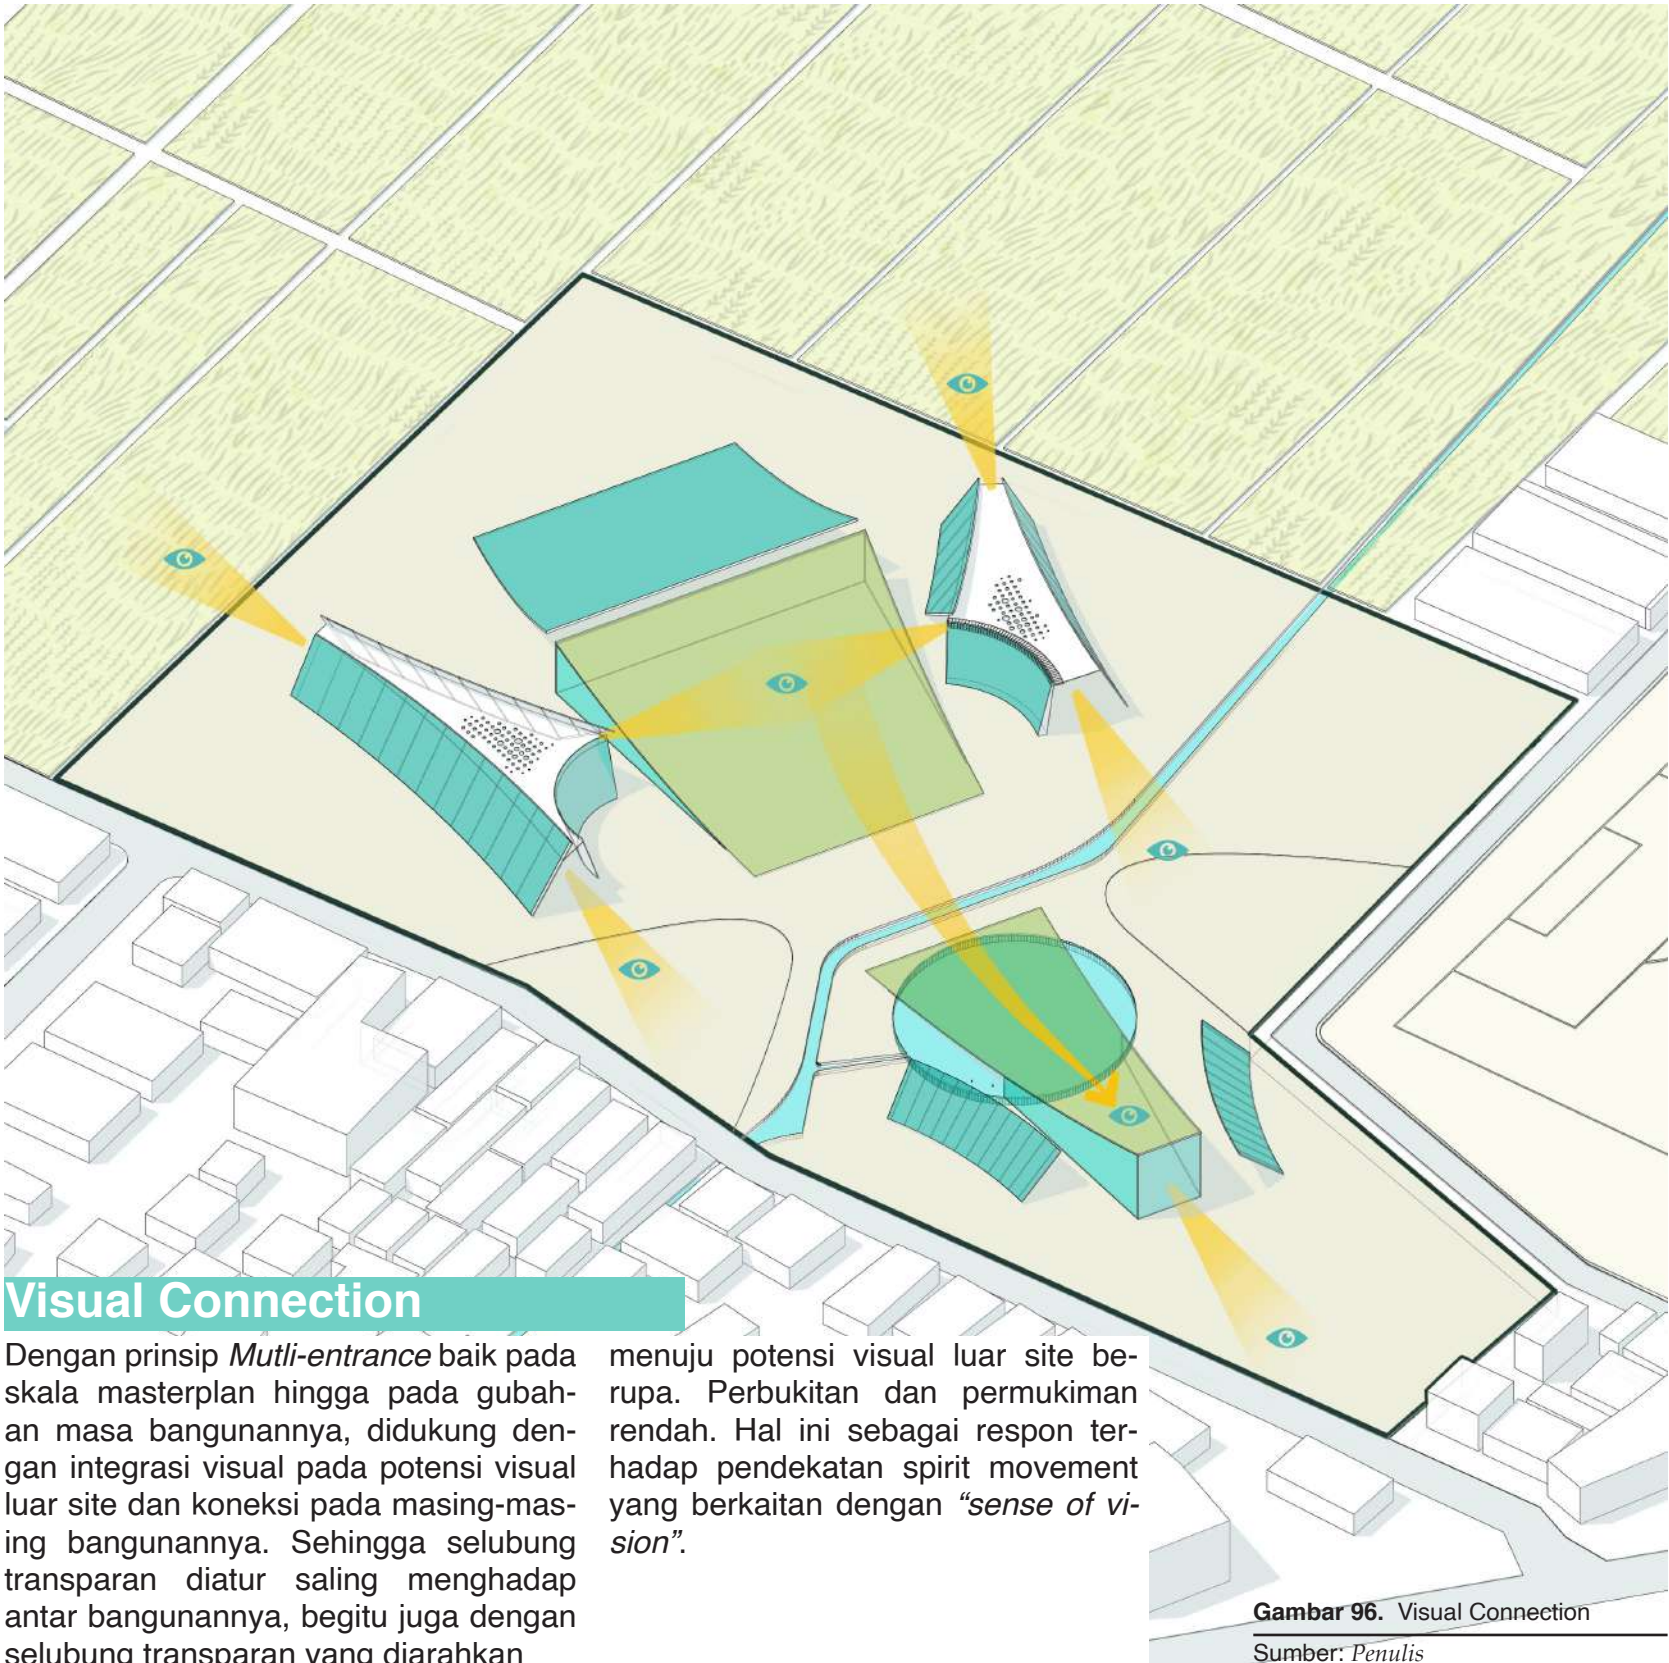 Visual Connection
Dengan prinsip Mutli-entrance baik pada
skala masterplan hingga pada gubah-
an masa bangunannya, didukung den-
gan integrasi visual pada potensi visual
luar site dan koneksi pada masing-mas-
ing bangunannya. Sehingga selubung
transparan diatur saling menghadap
antar bangunannya, begitu juga dengan
selubung transparan yang diarahkan
menuju potensi visual luar site be-
rupa. Perbukitan dan permukiman
rendah. Hal ini sebagai respon ter-
hadap pendekatan spirit movement
yang berkaitan dengan “sense of vi-
sion”.
Gambar 96. Visual Connection
Sumber: Penulis